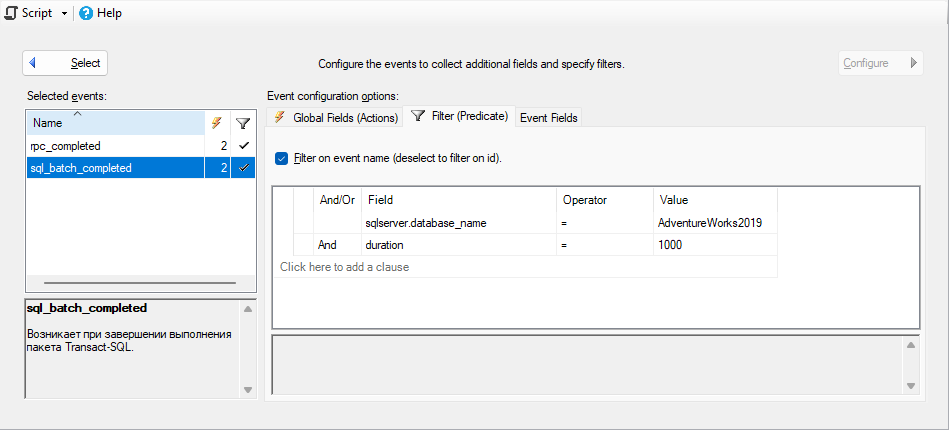 Script Help
Select
Configure the events to collect additional fields and specify filters.
Configure
Selected events:
Event configuration options:
Name
rpc_completed 2
sql_batch_completed 2
Global Fields (Actions) Filter (Predicate) Event Fields
Filter on event name (deselect to filter on id).
And/Or Field Operator Value
sqlserver.database_name = AdventureWorks2019
And duration = 1000
Click here to add a clause
sql_batch_completed
Возникает при завершении выполнения
пакета Transact-SQL.